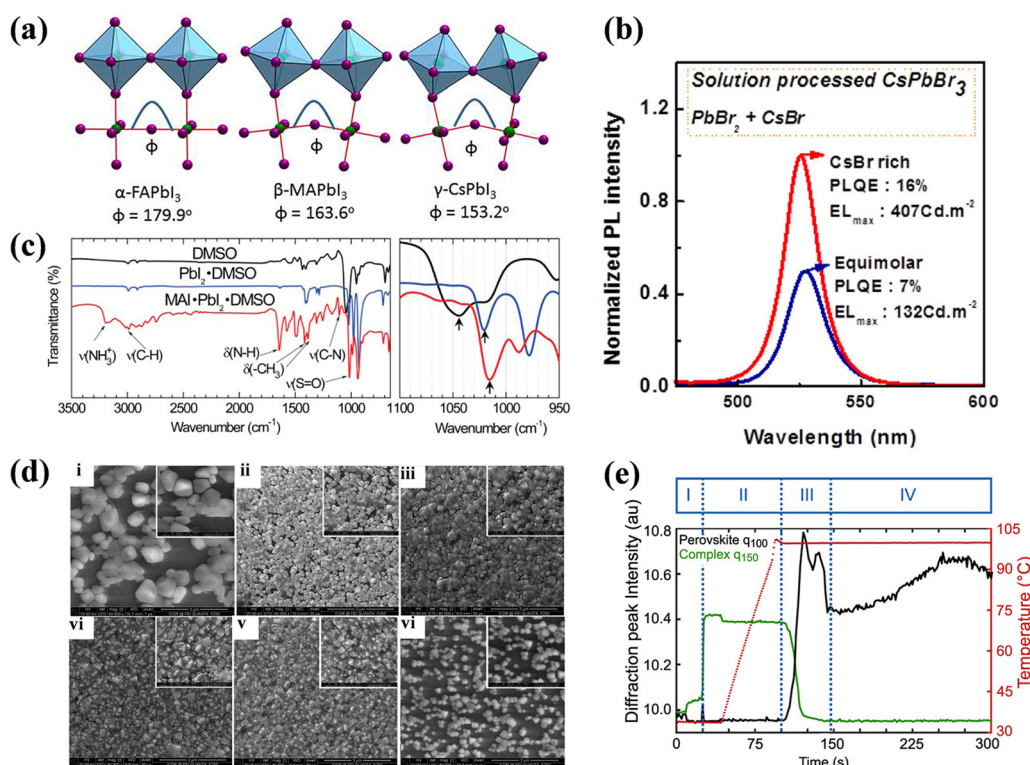 (a)
ϕ
ϕ
ϕ
α-FAPbI3
β-MAPbI3
γ-CsPbI3
ϕ = 179.9°
ϕ = 163.6°
ϕ = 153.2°
(b)
Solution processed CsPbBr3
PbBr2 + CsBr
CsBr rich
PLQE : 16%
ELmax : 407Cd.m-2
Equimolar
PLQE : 7%
ELmax : 132Cd.m-2
Normalized PL intensity
1.2
0.8
0.4
0.0
500
550
600
Wavelength (nm)
(c)
DMSO
PbI2•DMSO
MAI•PbI2•DMSO
ν(NH3+)
ν(C-H)
δ(N-H)
δ(-CH3)
ν(C-N)
ν(S=O)
Transmittance (%)
3500 3000 2500 2000 1500 1000
Wavenumber (cm-1)
1100 1050 1000 950
Wavenumber (cm-1)
(d)
i
ii
iii
vi
v
vi
(e)
I
II
III
IV
Perovskite q100
Complex q150
Diffraction peak Intensity (au)
10.8
10.6
10.4
10.2
10.0
Temperature (°C)
105
90
75
60
45
30
0 75 150 225 300
Time (s)